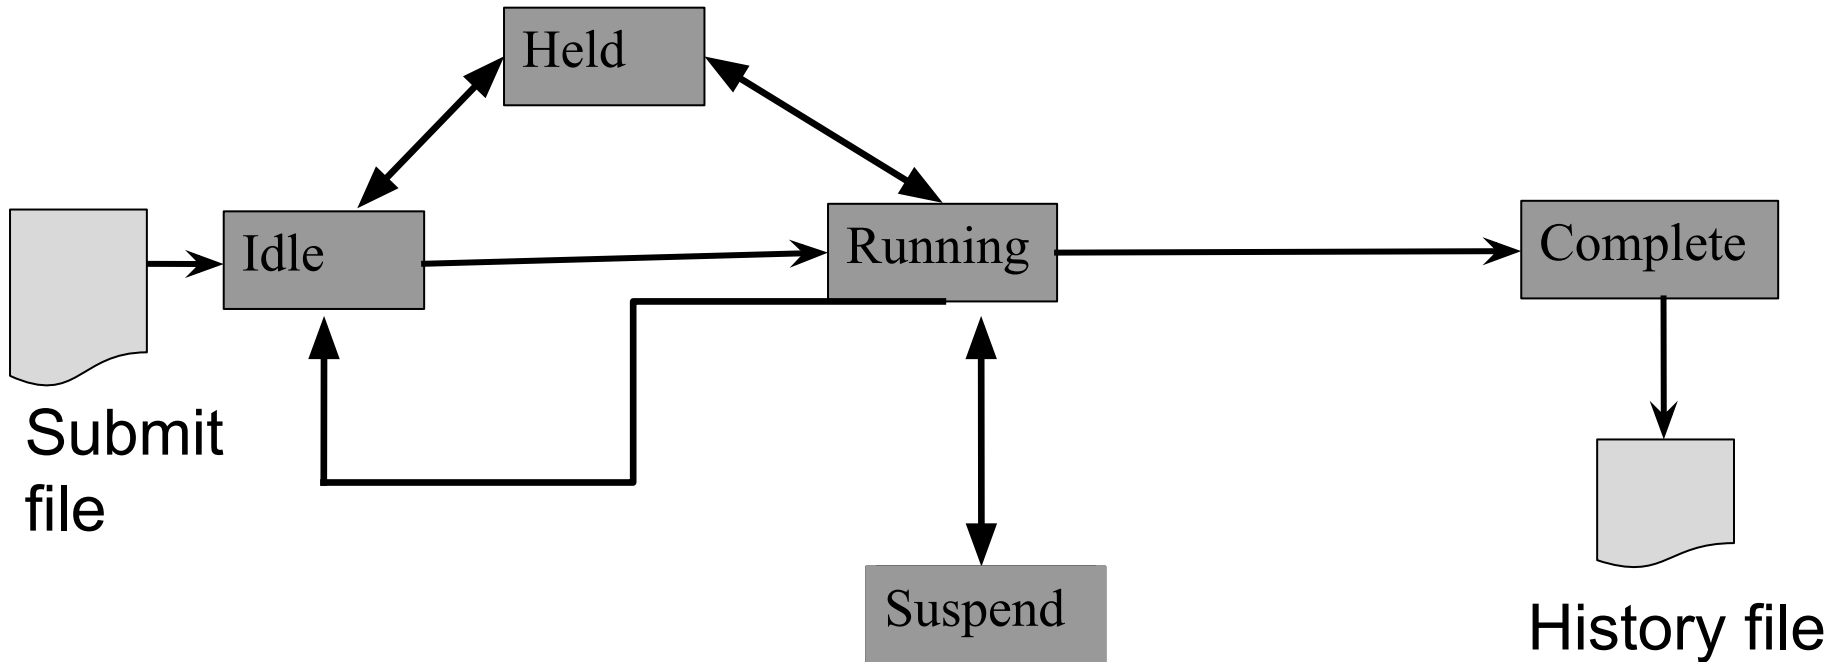 Held
Idle
Running
Complete
Submit
file
Suspend
History file